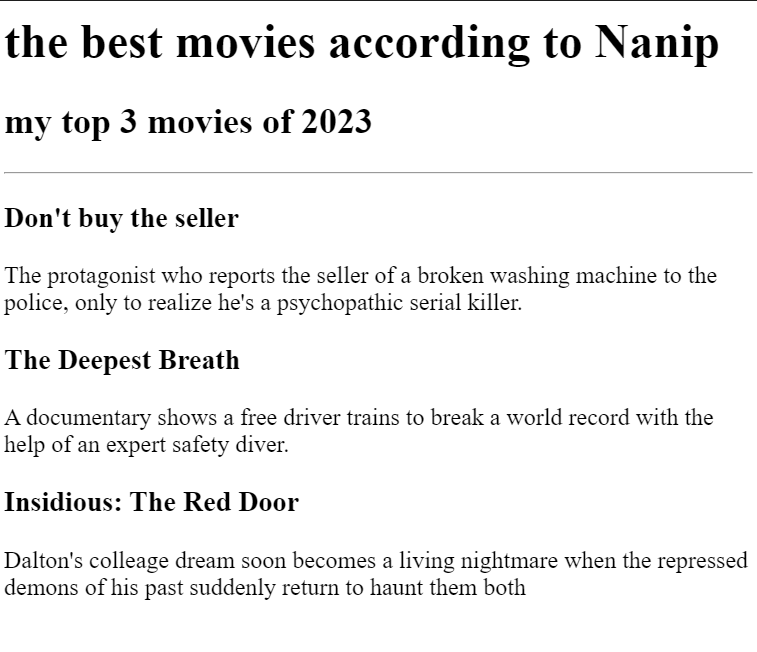 the best movies according to Nanip
my top 3 movies of 2023
Don't buy the seller
The protagonist who reports the seller of a broken washing machine to the
police, only to realize he's a psychopathic serial killer.
The Deepest Breath
A documentary shows a free driver trains to break a world record with the
help of an expert safety diver.
Insidious: The Red Door
Dalton's colleage dream soon becomes a living nightmare when the repressed
demons of his past suddenly return to haunt them both